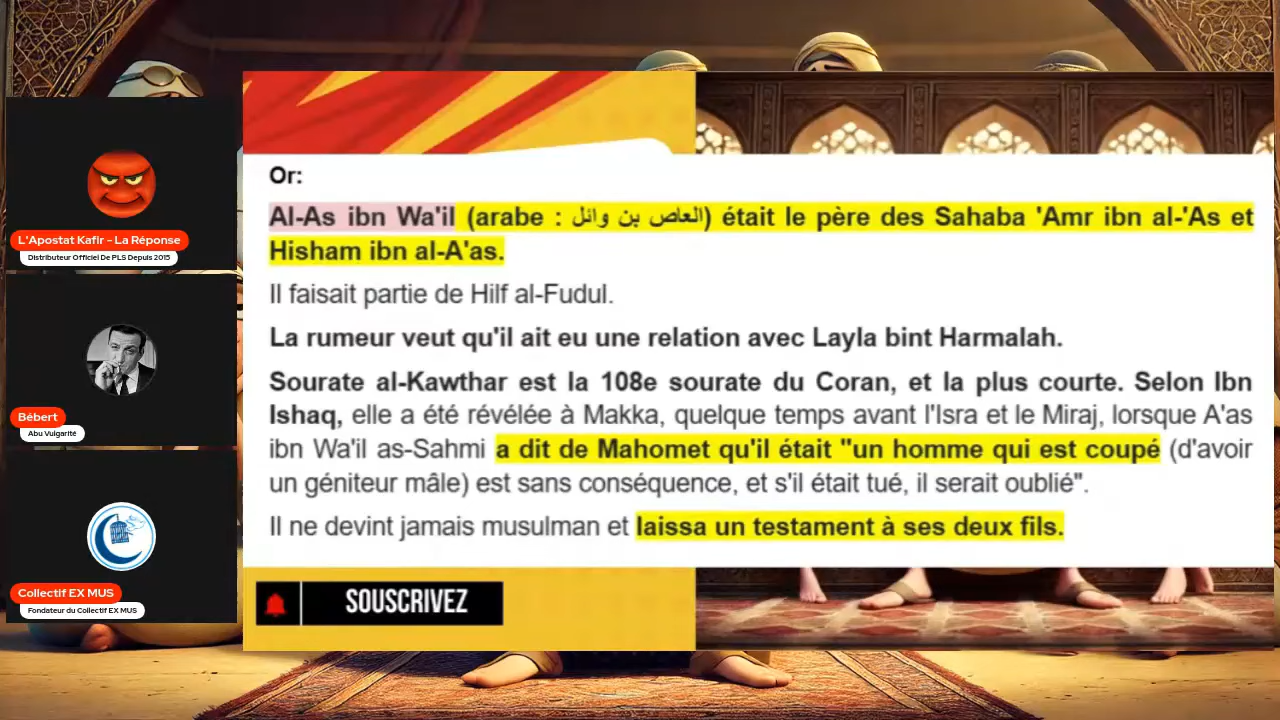 L'Apostat Kafir - La Réponse
Distributeur Officiel De PLS Depuis 2015
Bébert
Abu Vulgarité
Collectif EX MUS
Fondateur du Collectif EX MUS
Or:
Al-As ibn Wa'il (arabe : العاص بن وائل) était le père des Sahaba 'Amr ibn al-'As et
Hisham ibn al-A'as.
Il faisait partie de Hilf al-Fudul.
La rumeur veut qu'il ait eu une relation avec Layla bint Harmalah.
Sourate al-Kawthar est la 108e sourate du Coran, et la plus courte. Selon Ibn
Ishaq, elle a été révélée à Makka, quelque temps avant l'Isra et le Miraj, lorsque A'as
ibn Wa'il as-Sahmi a dit de Mahomet qu'il était "un homme qui est coupé (d'avoir
un géniteur mâle) est sans conséquence, et s'il était tué, il serait oublié".
Il ne devint jamais musulman et laissa un testament à ses deux fils.
SOUSCRIVEZ